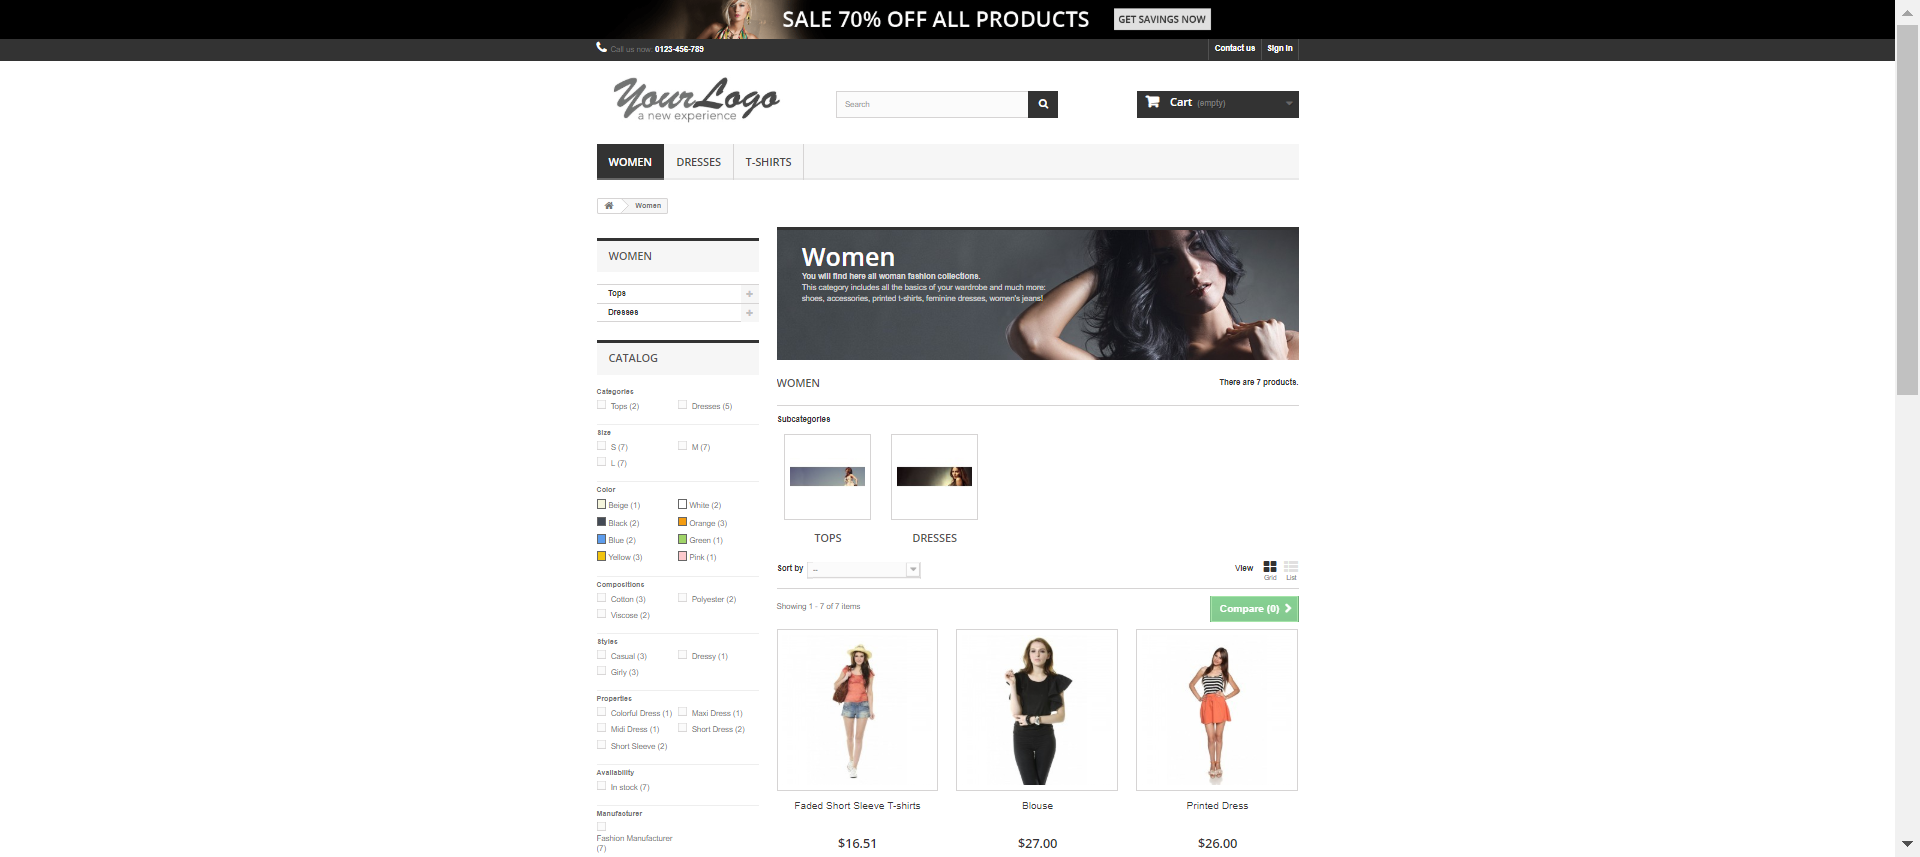 SALE 70% OFF ALL PRODUCTS GET SAVINGS NOW
Call us now: 0123-456-789 Contact us Sign in
YourLogo
a new experience
Search
Cart (empty)
WOMEN DRESSES T-SHIRTS
Women
WOMEN
Tops
Dresses
CATALOG
Categories
Tops (2) Dresses (5)
Size
S (7) M (7)
L (7)
Color
Beige (1) White (2)
Black (2) Orange (3)
Blue (2) Green (1)
Yellow (3) Pink (1)
Compositions
Cotton (3) Polyester (2)
Viscose (2)
Styles
Casual (3) Dressy (1)
Girly (3)
Properties
Colorful Dress (1) Maxi Dress (1)
Midi Dress (1) Short Dress (2)
Short Sleeve (2)
Availability
In stock (7)
Manufacturer
Fashion Manufacturer
(7)
Women
You will find here all woman fashion collections.
This category includes all the basics of your wardrobe and much more:
shoes, accessories, printed t-shirts, feminine dresses, women's jeans!
WOMEN There are 7 products.
Subcategories
TOPS DRESSES
Sort by -- View Grid List
Showing 1 - 7 of 7 items Compare (0)
Faded Short Sleeve T-shirts Blouse Printed Dress
$16.51 $27.00 $26.00